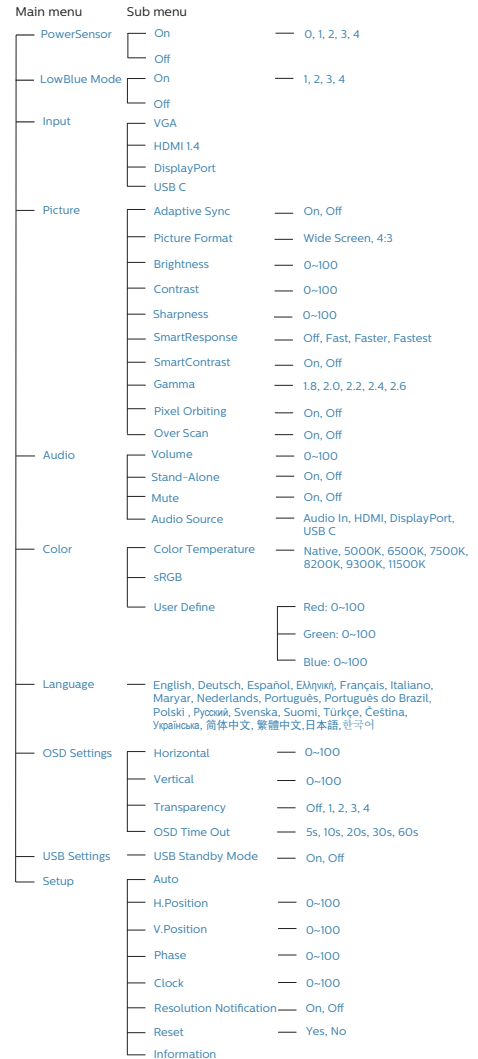 Main menu Sub menu
PowerSensor On 0, 1, 2, 3, 4
Off
LowBlue Mode On 1, 2, 3, 4
Off
Input VGA
HDMI 1.4
DisplayPort
USB C
Picture Adaptive Sync On, Off
Picture Format Wide Screen, 4:3
Brightness 0~100
Contrast 0~100
Sharpness 0~100
SmartResponse Off, Fast, Faster, Fastest
SmartContrast On, Off
Gamma 1.8, 2.0, 2.2, 2.4, 2.6
Pixel Orbiting On, Off
Over Scan On, Off
Audio Volume 0~100
Stand-Alone On, Off
Mute On, Off
Audio Source Audio In, HDMI, DisplayPort,
USB C
Color Color Temperature Native, 5000K, 6500K, 7500K,
8200K, 9300K, 11500K
sRGB
User Define Red: 0~100
Green: 0~100
Blue: 0~100
Language English, Deutsch, Español, Ελληνική, Français, Italiano,
Maryar, Nederlands, Português, Português do Brazil,
Polski , Русский, Svenska, Suomi, Türkçe, Čeština,
Українська, 简体中文, 繁體中文,日本語,한국어
OSD Settings Horizontal 0~100
Vertical 0~100
Transparency Off, 1, 2, 3, 4
OSD Time Out 5s, 10s, 20s, 30s, 60s
USB Settings USB Standby Mode On, Off
Setup Auto
H.Position 0~100
V.Position 0~100
Phase 0~100
Clock 0~100
Resolution Notification On, Off
Reset Yes, No
Information